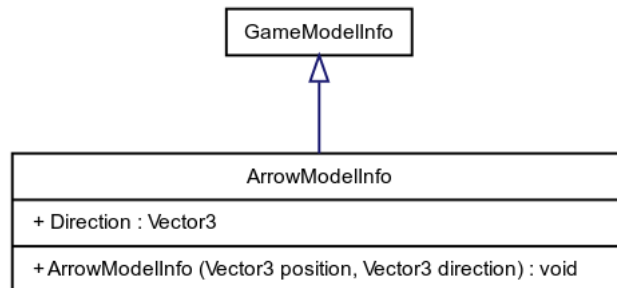 GameModelInfo
ArrowModelInfo
+ Direction : Vector3
+ArrowModelInfo (Vector3 position, Vector3 direction) : void